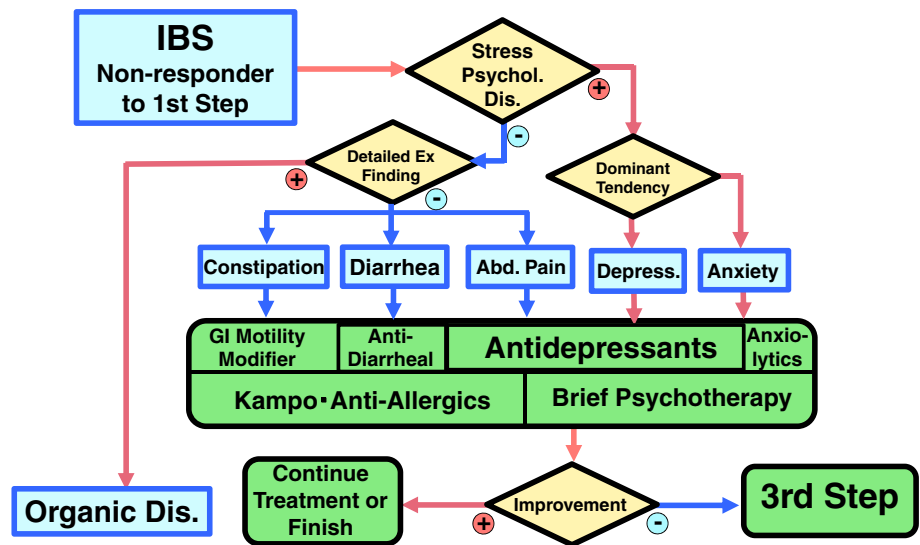 IBS
Non-responder
to 1st Step
Stress
Psychol.
Dis.
+
-
Detailed Ex
Finding
+
-
Dominant
Tendency
Constipation
Diarrhea
Abd. Pain
Depress.
Anxiety
GI Motility
Modifier
Anti-
Diarrheal
Antidepressants
Anxio-
lytics
Kampo・Anti-Allergics
Brief Psychotherapy
Organic Dis.
Continue
Treatment or
Finish
+
Improvement
-
3rd Step